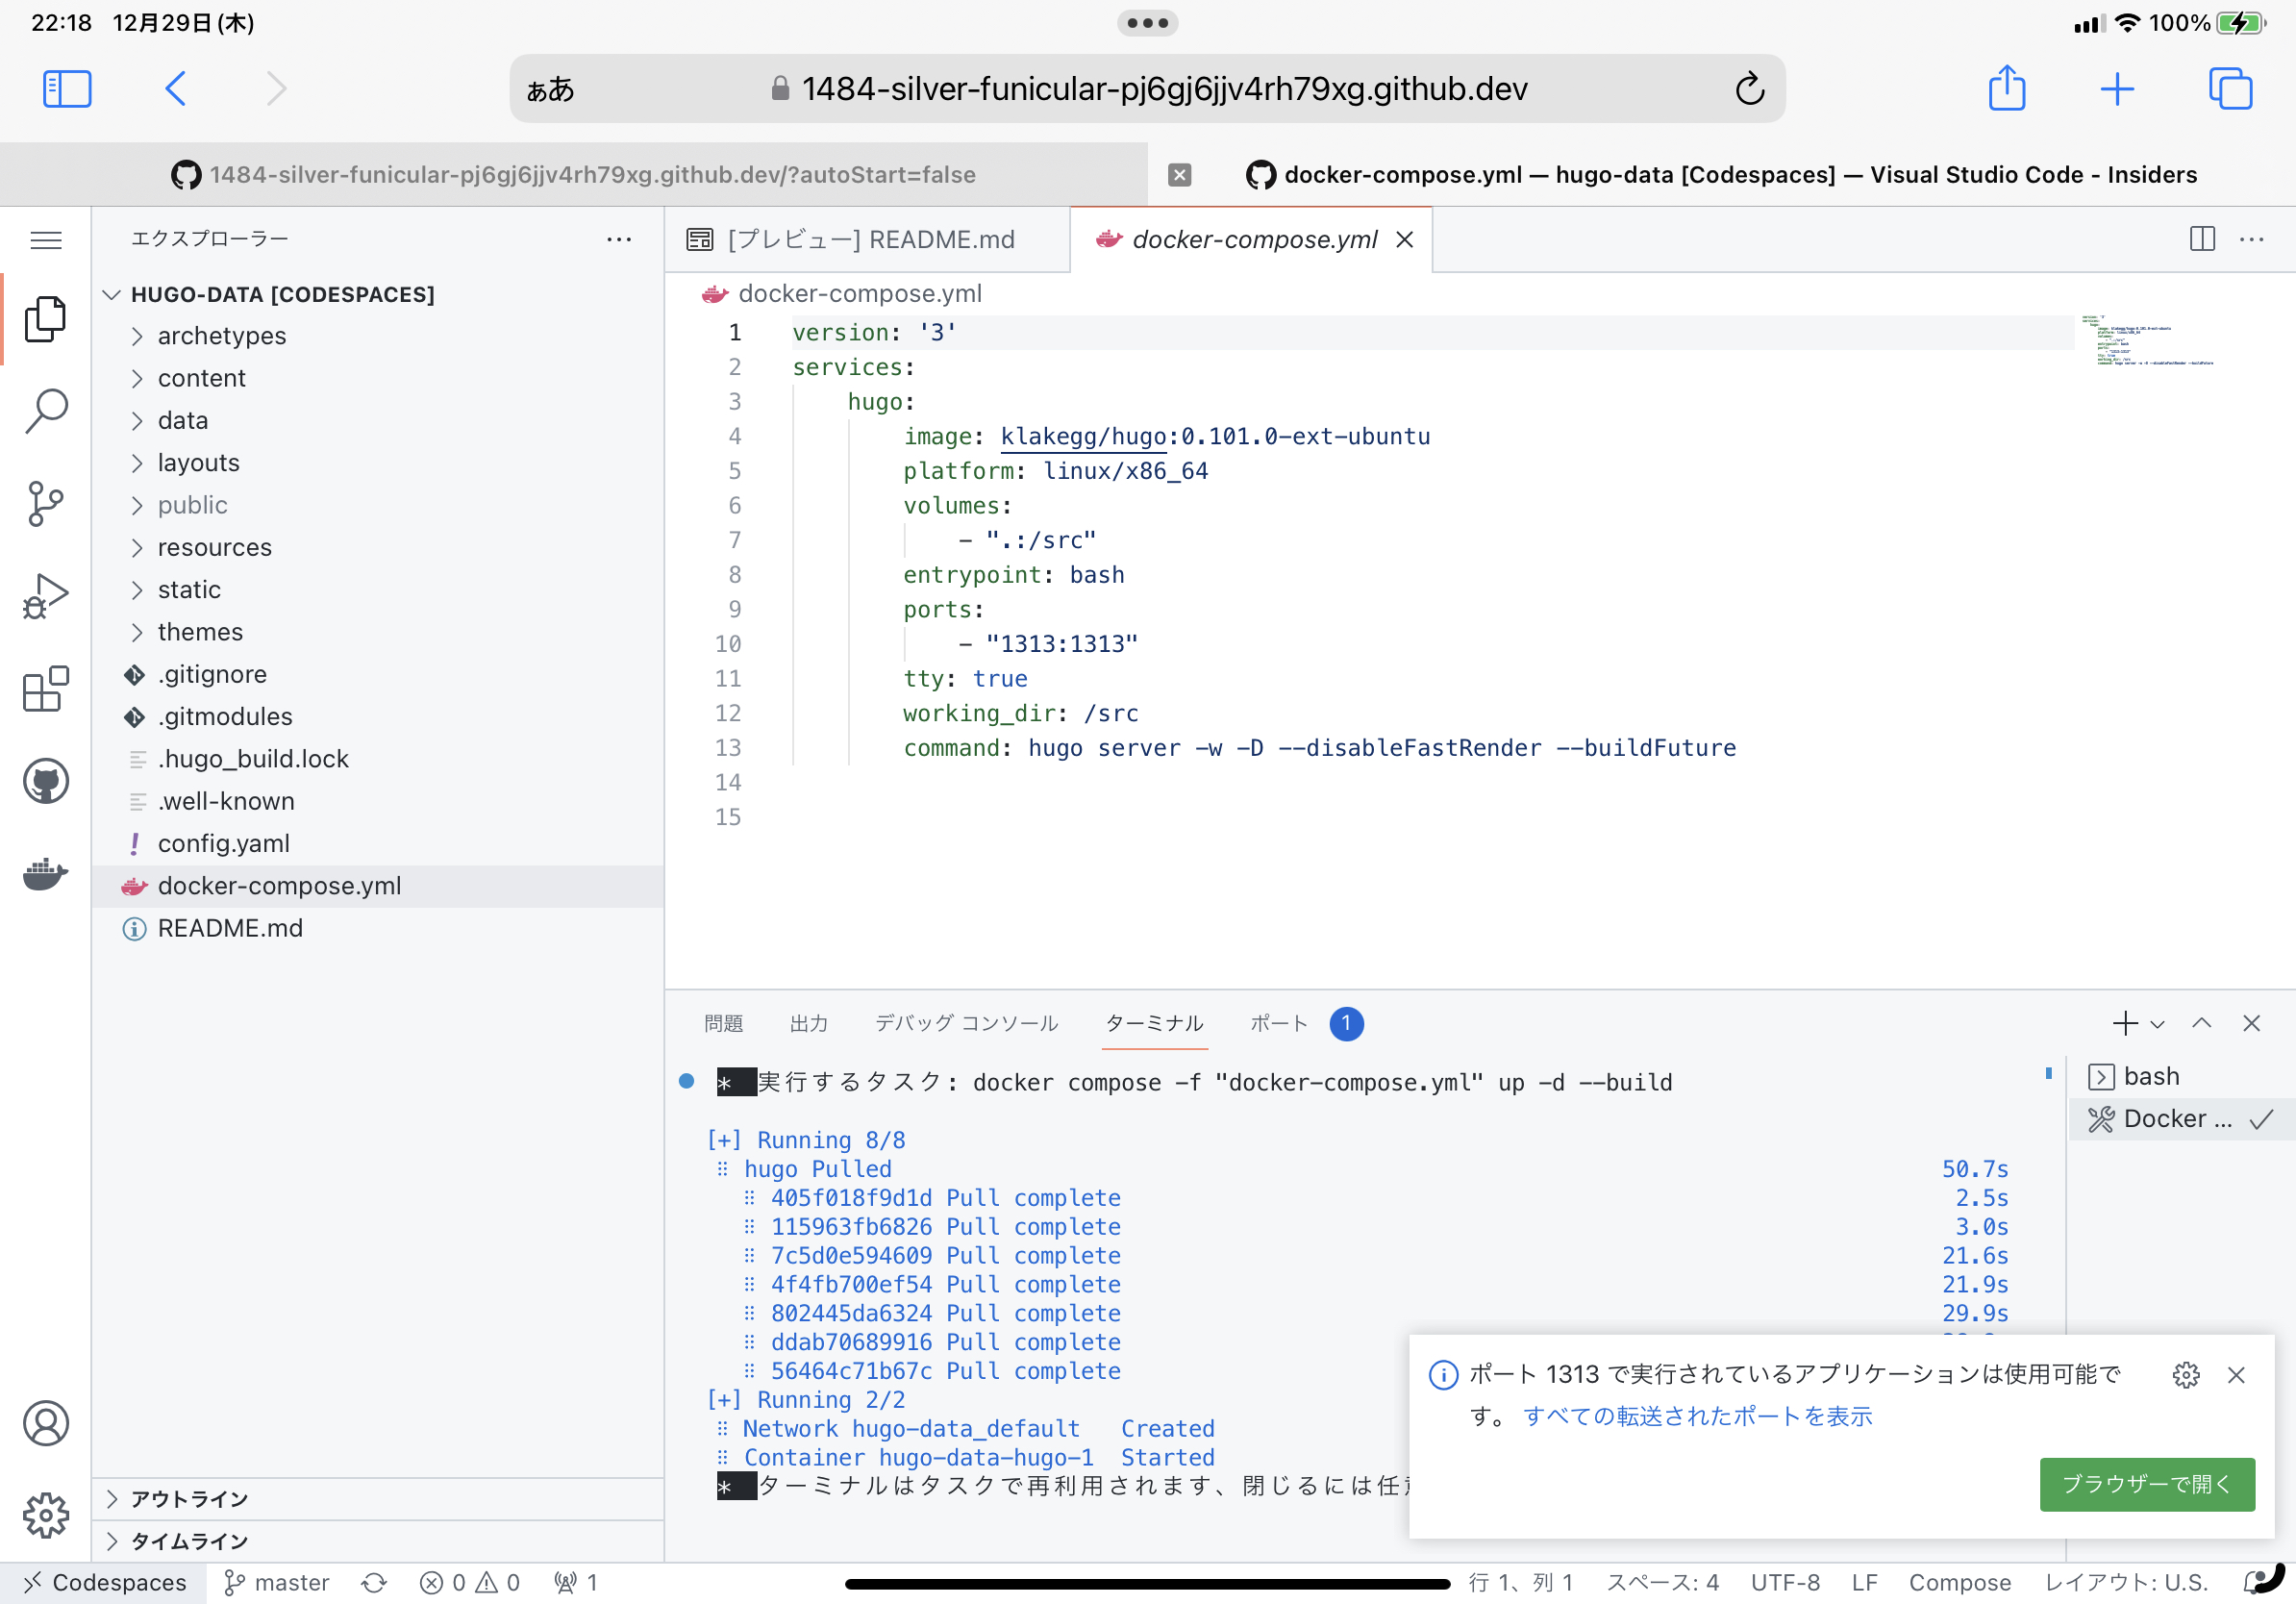 22:18 12月29日(木)
100%
ぁあ
1484-silver-funicular-pj6gj6jjv4rh79xg.github.dev
1484-silver-funicular-pj6gj6jjv4rh79xg.github.dev/?autoStart=false
docker-compose.yml — hugo-data [Codespaces] — Visual Studio Code - Insiders
エクスプローラー
HUGO-DATA [CODESPACES]
archetypes
content
data
layouts
public
resources
static
themes
.gitignore
.gitmodules
.hugo_build.lock
.well-known
config.yaml
docker-compose.yml
README.md
アウトライン
タイムライン
[プレビュー] README.md
docker-compose.yml
docker-compose.yml
1 version: '3'
2 services:
3 hugo:
4 image: klakegg/hugo:0.101.0-ext-ubuntu
5 platform: linux/x86_64
6 volumes:
7 - ".:/src"
8 entrypoint: bash
9 ports:
10 - "1313:1313"
11 tty: true
12 working_dir: /src
13 command: hugo server -w -D --disableFastRender --buildFuture
14
15
問題 出力 デバッグ コンソール ターミナル ポート 1
* 実行するタスク: docker compose -f "docker-compose.yml" up -d --build
[+] Running 8/8
hugo Pulled 50.7s
405f018f9d1d Pull complete 2.5s
115963fb6826 Pull complete 3.0s
7c5d0e594609 Pull complete 21.6s
4f4fb700ef54 Pull complete 21.9s
802445da6324 Pull complete 29.9s
ddab70689916 Pull complete
56464c71b67c Pull complete
[+] Running 2/2
Network hugo-data_default Created
Container hugo-data-hugo-1 Started
* ターミナルはタスクで再利用されます、閉じるには任
bash
Docker ...
ポート 1313 で実行されているアプリケーションは使用可能で
す。 すべての転送されたポートを表示
ブラウザーで開く
Codespaces master 0 0 1
行 1、列 1 スペース: 4 UTF-8 LF Compose レイアウト: U.S.